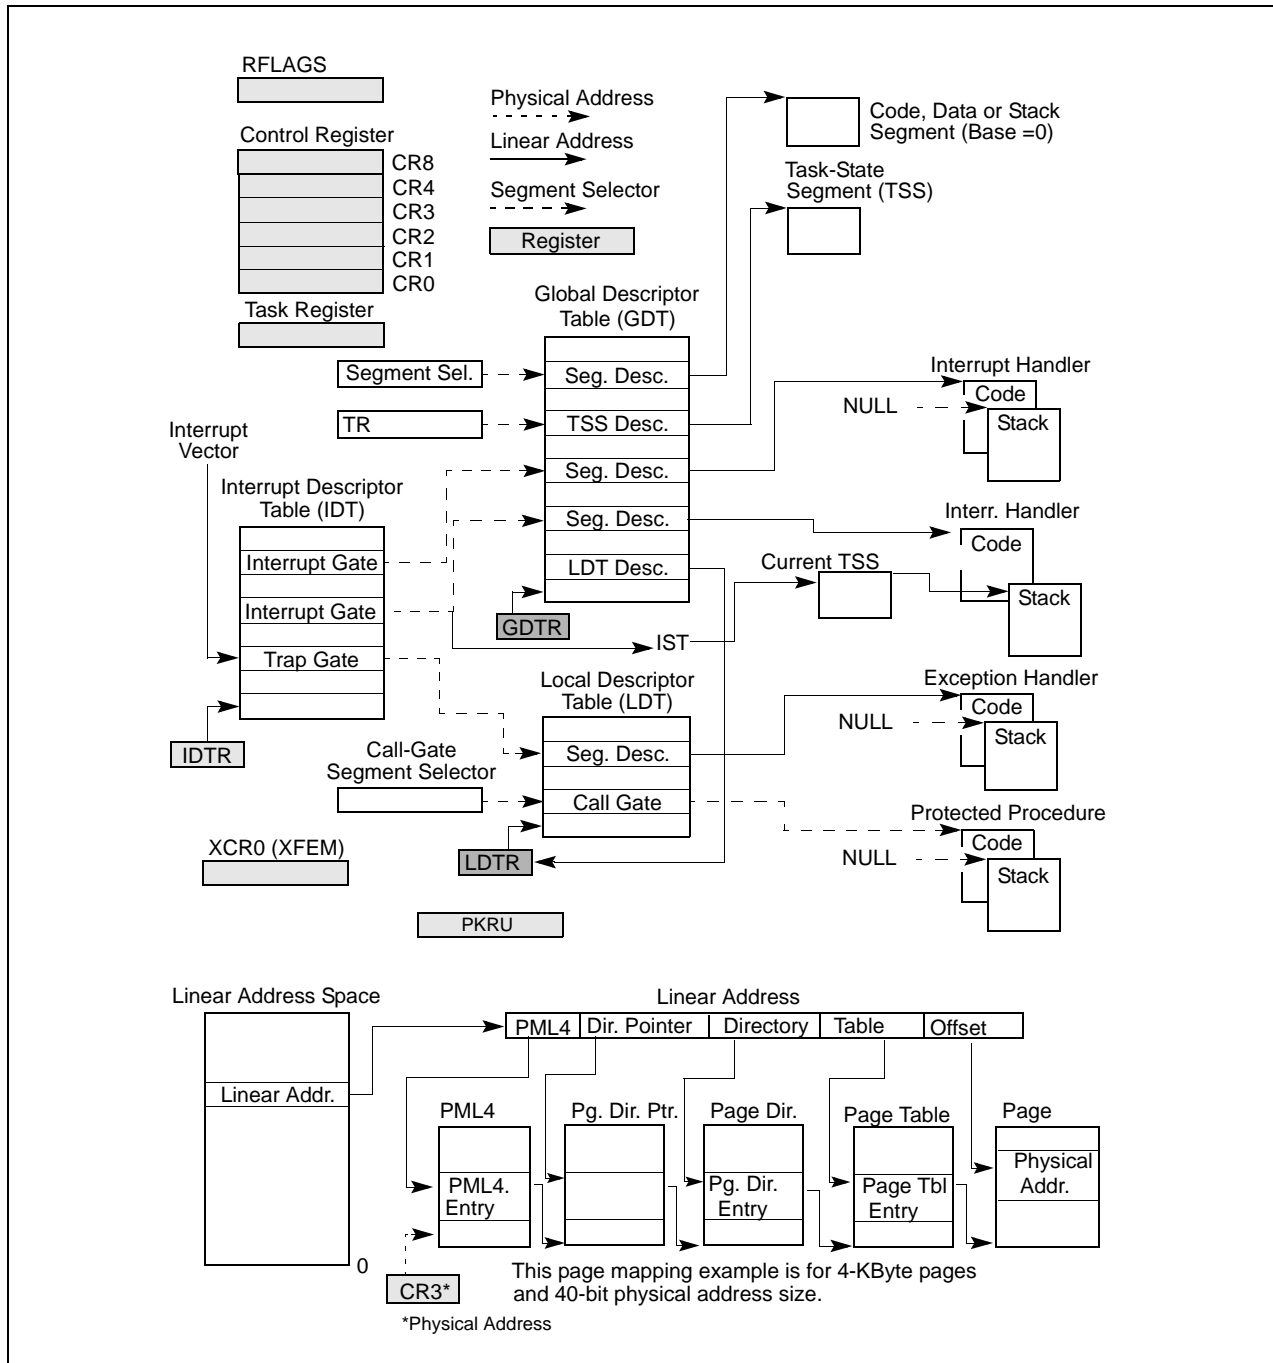 RFLAGS
Control Register
CR8
CR4
CR3
CR2
CR1
CR0
Task Register
Physical Address
Linear Address
Segment Selector
Register
Code, Data or Stack
Segment (Base =0)
Task-State
Segment (TSS)
Global Descriptor
Table (GDT)
Segment Sel.
Seg. Desc.
TR
TSS Desc.
Seg. Desc.
Seg. Desc.
LDT Desc.
GDTR
Interrupt Handler
Code
NULL
Stack
Interrupt
Vector
Interrupt Descriptor
Table (IDT)
Interrupt Gate
Interrupt Gate
Trap Gate
IDTR
Interr. Handler
Code
Current TSS
Stack
IST
Local Descriptor
Table (LDT)
Seg. Desc.
Call-Gate
Segment Selector
Call Gate
LDTR
Exception Handler
Code
NULL
Stack
Protected Procedure
Code
NULL
Stack
XCR0 (XFEM)
PKRU
Linear Address Space
Linear Addr.
0
Linear Address
PML4
Dir. Pointer
Directory
Table
Offset
PML4
Pg. Dir. Ptr.
Page Dir.
Page Table
Page
PML4.
Entry
Pg. Dir.
Entry
Page Tbl
Entry
Physical
Addr.
CR3*
*Physical Address
This page mapping example is for 4-KByte pages
and 40-bit physical address size.